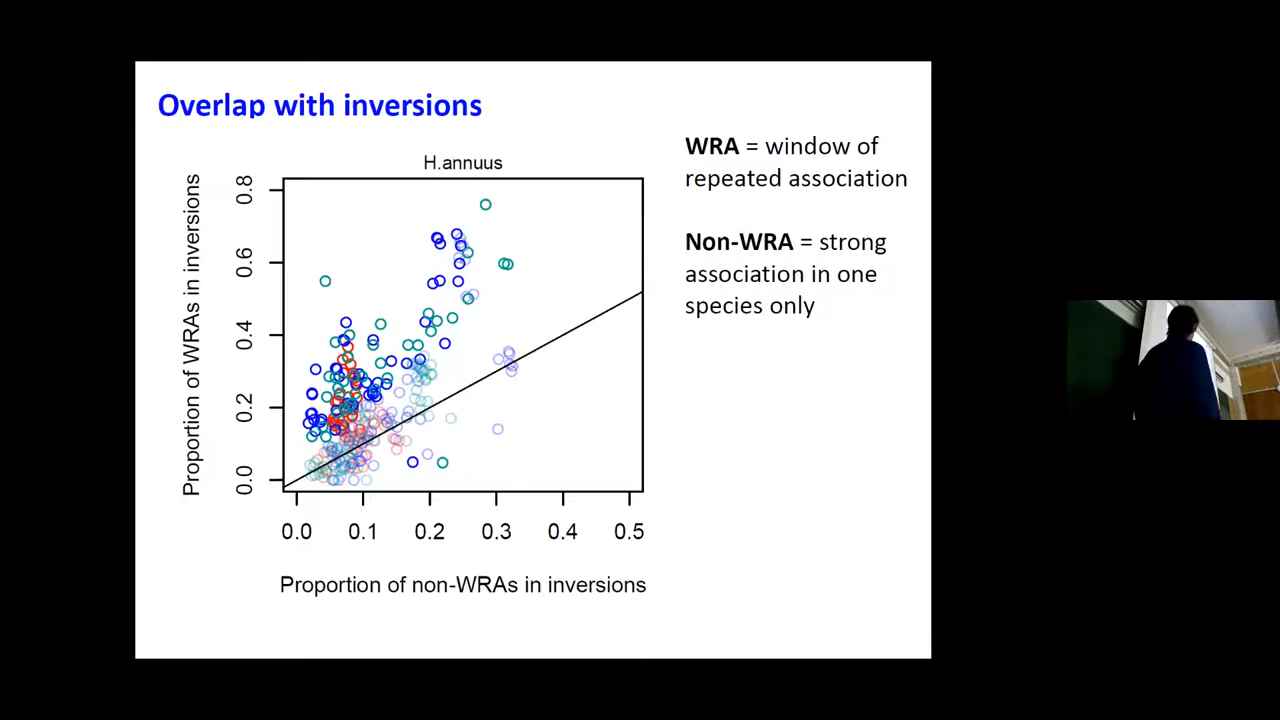 Overlap with inversions
WRA = window of
repeated association
Non-WRA = strong
association in one
species only
H.annuus
Proportion of WRAs in inversions
0.8
0.6
0.4
0.2
0.0
0.0 0.1 0.2 0.3 0.4 0.5
Proportion of non-WRAs in inversions